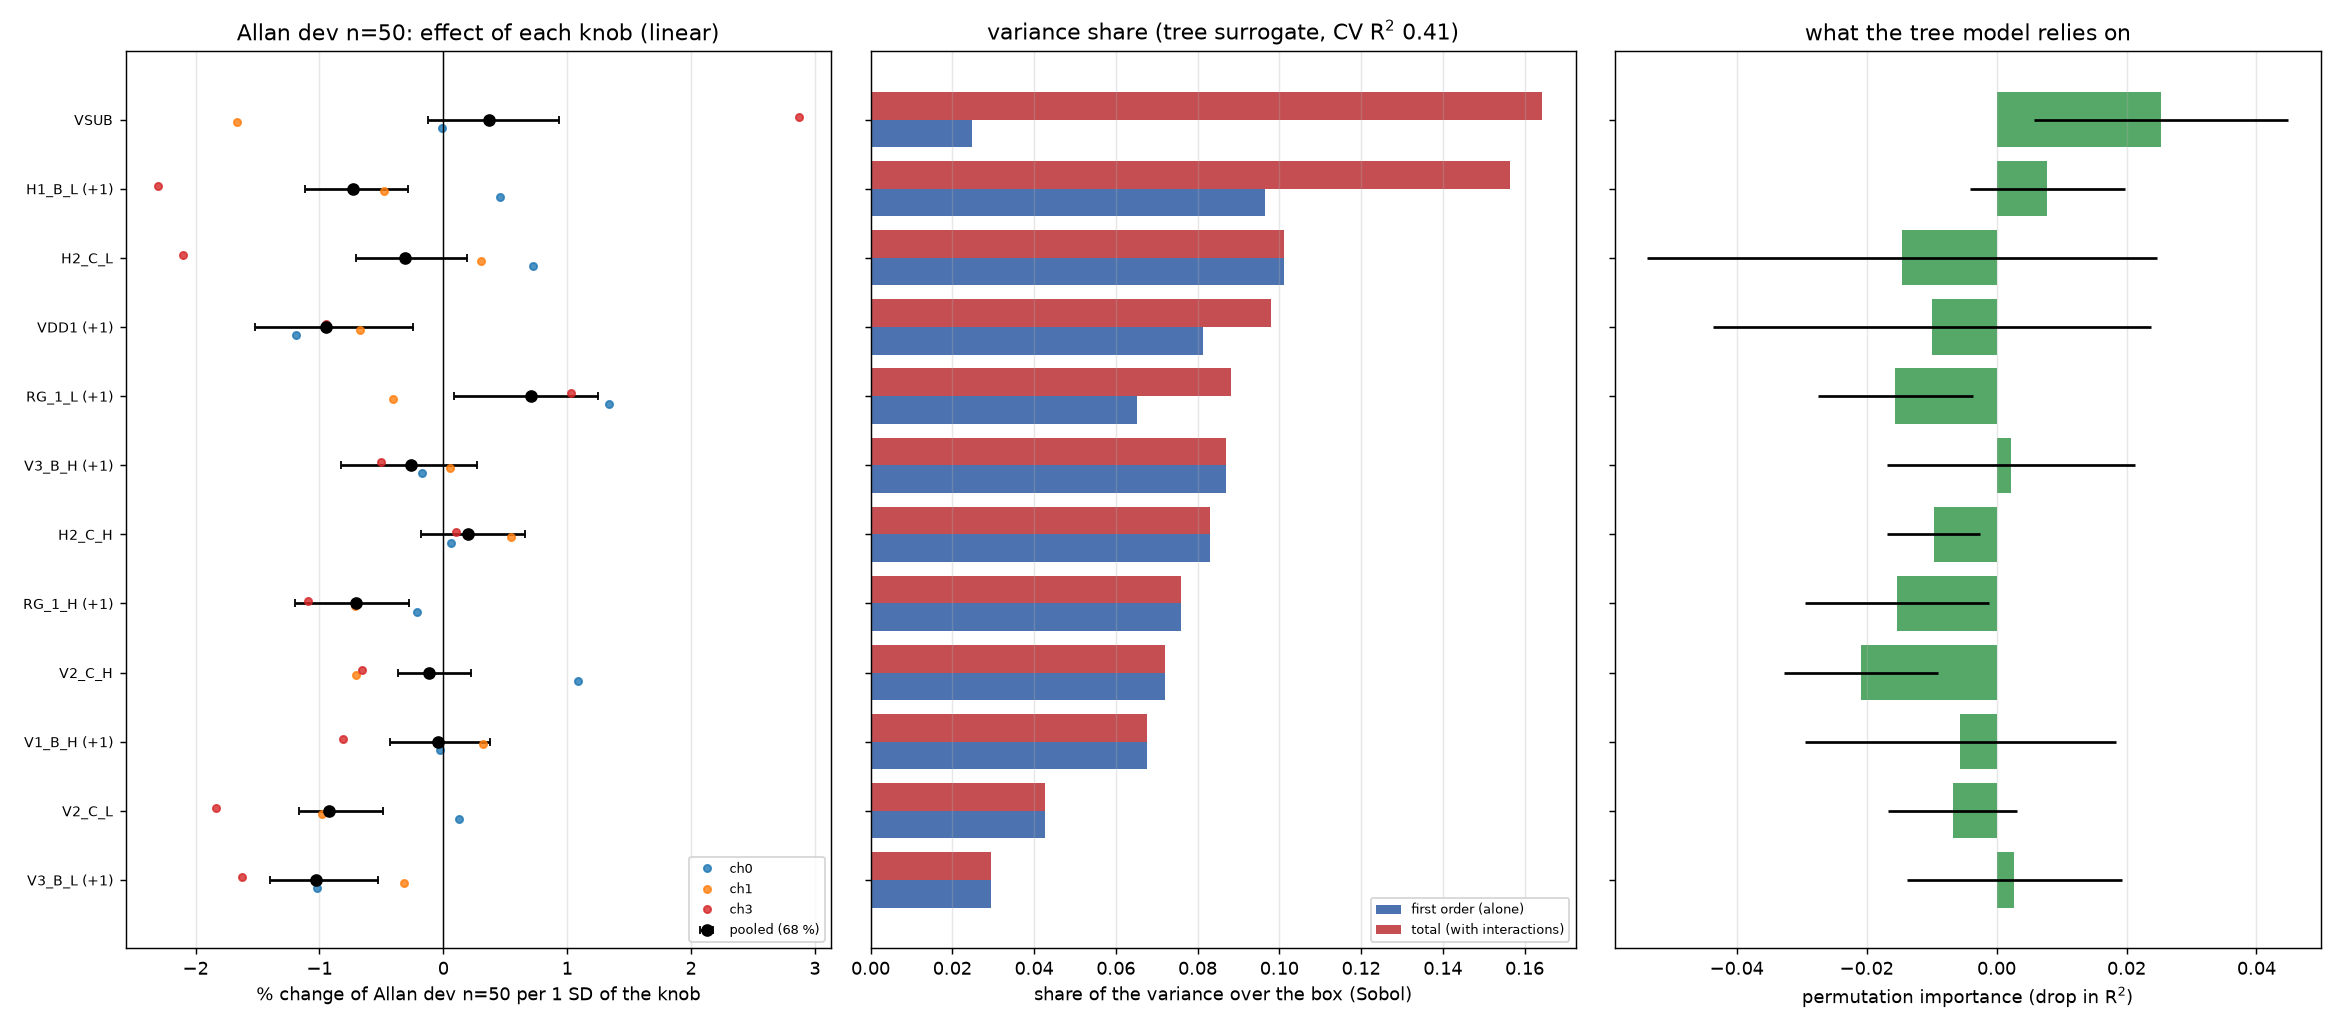 Allan dev n=50: effect of each knob (linear)
variance share (tree surrogate, CV R² 0.41)
what the tree model relies on
VSUB
H1_B_L (+1)
H2_C_L
VDD1 (+1)
RG_1_L (+1)
V3_B_H (+1)
H2_C_H
RG_1_H (+1)
V2_C_H
V1_B_H (+1)
V2_C_L
V3_B_L (+1)
ch0
ch1
ch3
pooled (68 %)
first order (alone)
total (with interactions)
−2 −1 0 1 2 3
0.00 0.02 0.04 0.06 0.08 0.10 0.12 0.14 0.16
−0.04 −0.02 0.00 0.02 0.04
% change of Allan dev n=50 per 1 SD of the knob
share of the variance over the box (Sobol)
permutation importance (drop in R²)